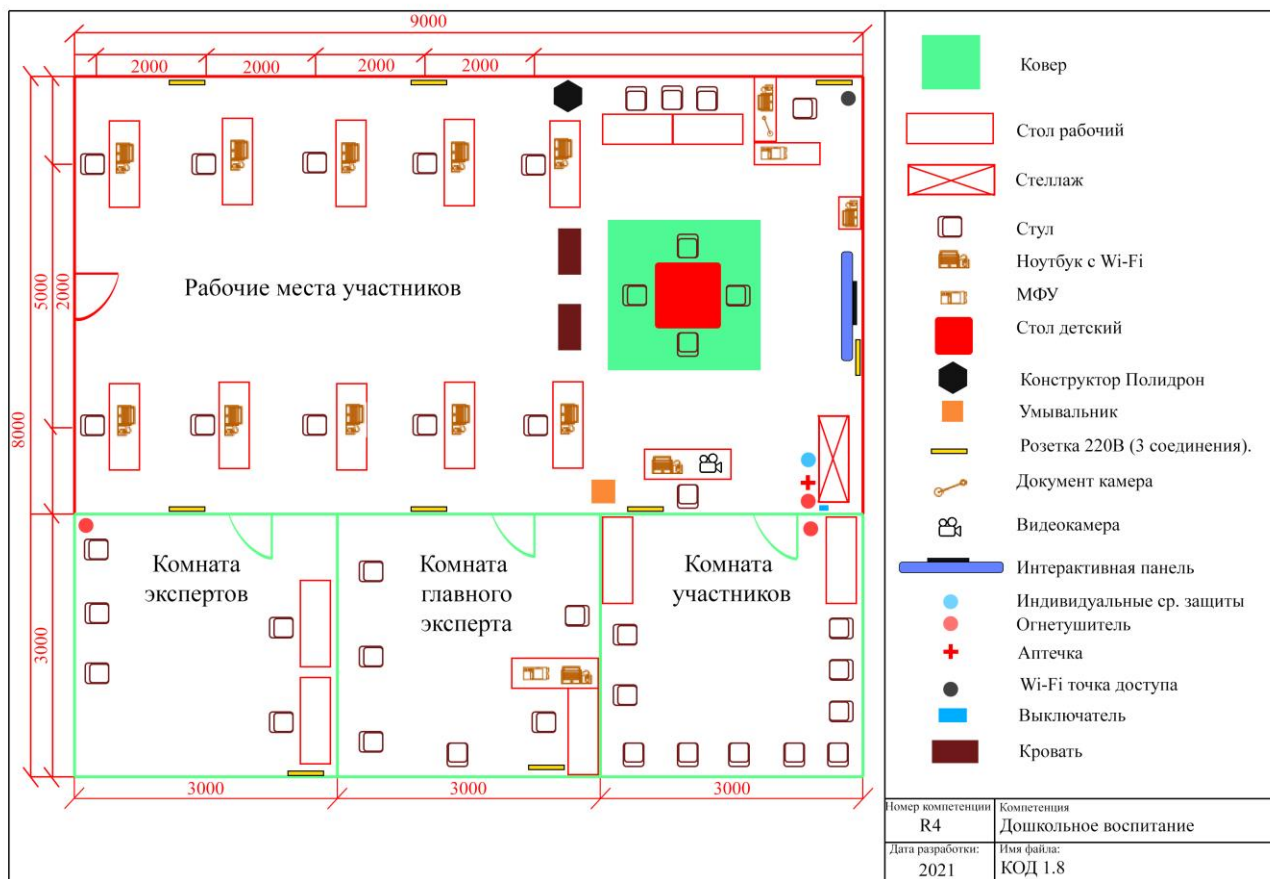 9000
2000
2000
2000
2000
8000
5000
2000
3000
Рабочие места участников
Комната
экспертов
Комната
главного
эксперта
Комната
участников
3000
3000
3000
Ковер
Стол рабочий
Стеллаж
Стул
Ноутбук с Wi-Fi
МФУ
Стол детский
Конструктор Полидрон
Умывальник
Розетка 220В (3 соединения).
Документ камера
Видеокамера
Интерактивная панель
Индивидуальные ср. защиты
Огнетушитель
Аптечка
Wi-Fi точка доступа
Выключатель
Кровать
Номер компетенции
R4
Компетенция
Дошкольное воспитание
Дата разработки:
2021
Имя файла:
КОД 1.8